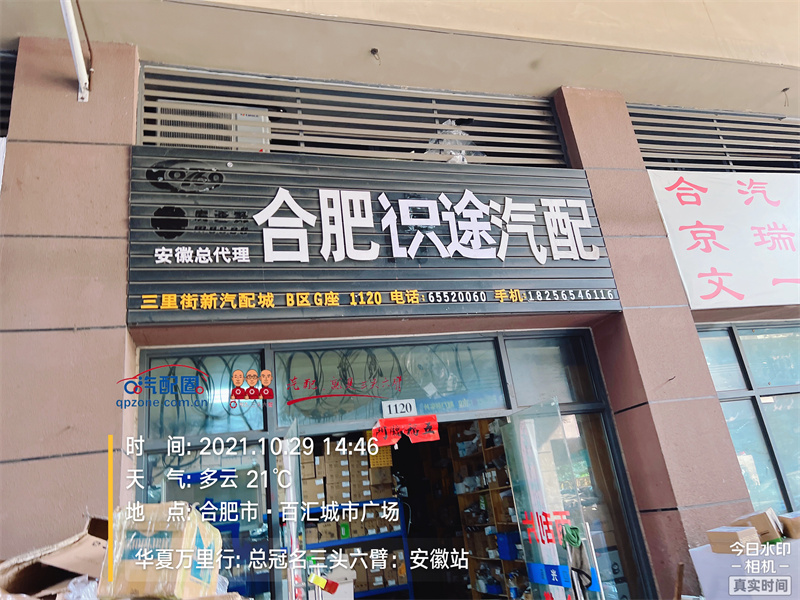 安徽总代理
合肥识途汽配
三里街新汽配城 B区G座 1120 电话:65520060 手机:18256546116
合 汽
京 瑞
文 一
汽配圈
qpzone.com.cn
1120
时 间: 2021.10.29 14:46
天 气: 多云 21℃
地 点: 合肥市·百汇城市广场
华夏万里行: 总冠名三头六臂: 安徽站
今日水印
相机
真实时间